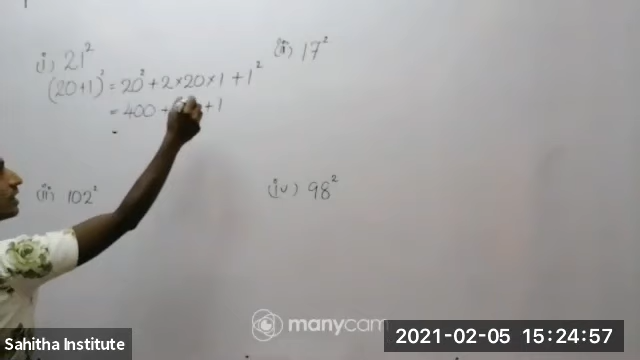 (i) 21²
(ii) 17²
(20+1)² = 20² + 2×20×1 + 1²
= 400 + + 1
(iii) 102²
(iv) 98²
manycam
Sahitha Institute
2021-02-05 15:24:57